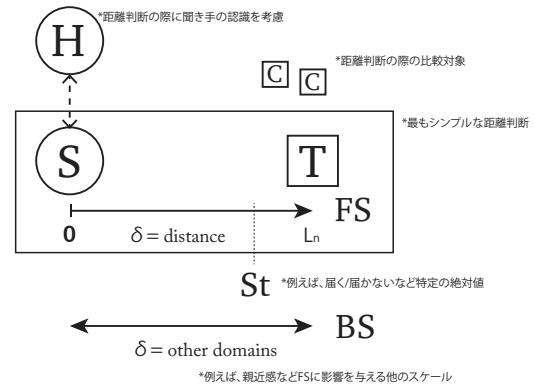 H
*距離判断の際に聞き手の認識を考慮
C
C
*距離判断の際の比較対象
*最もシンプルな距離判断
S
T
FS
0
δ = distance
Ln
St
*例えば、届く/届かないなど特定の絶対値
BS
δ = other domains
*例えば、親近感などFSに影響を与える他のスケール